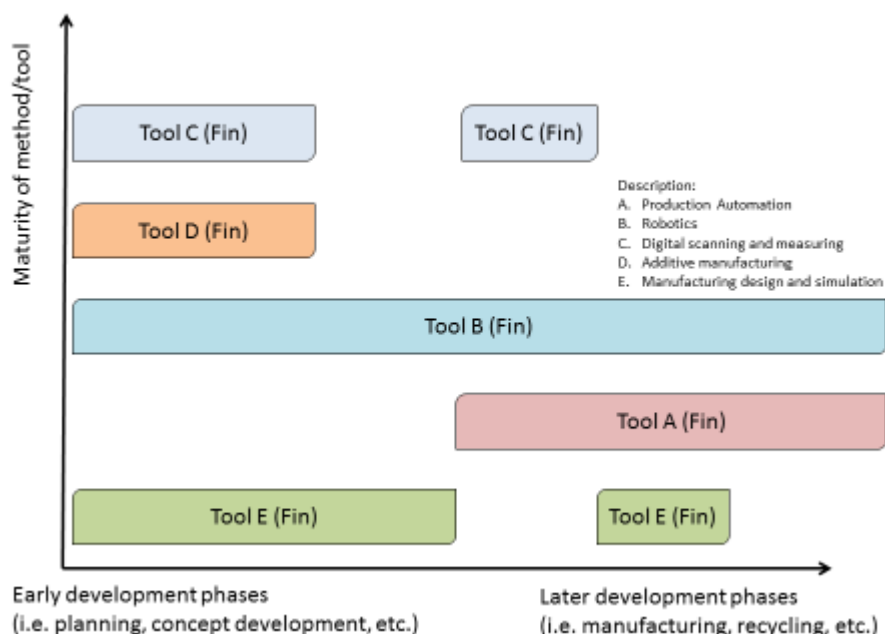 Maturity of method/tool
Tool C (Fin)
Tool C (Fin)
Description:
A. Production Automation
B. Robotics
C. Digital scanning and measuring
D. Additive manufacturing
E. Manufacturing design and simulation
Tool D (Fin)
Tool B (Fin)
Tool A (Fin)
Tool E (Fin)
Tool E (Fin)
Early development phases
(i.e. planning, concept development, etc.)
Later development phases
(i.e. manufacturing, recycling, etc.)